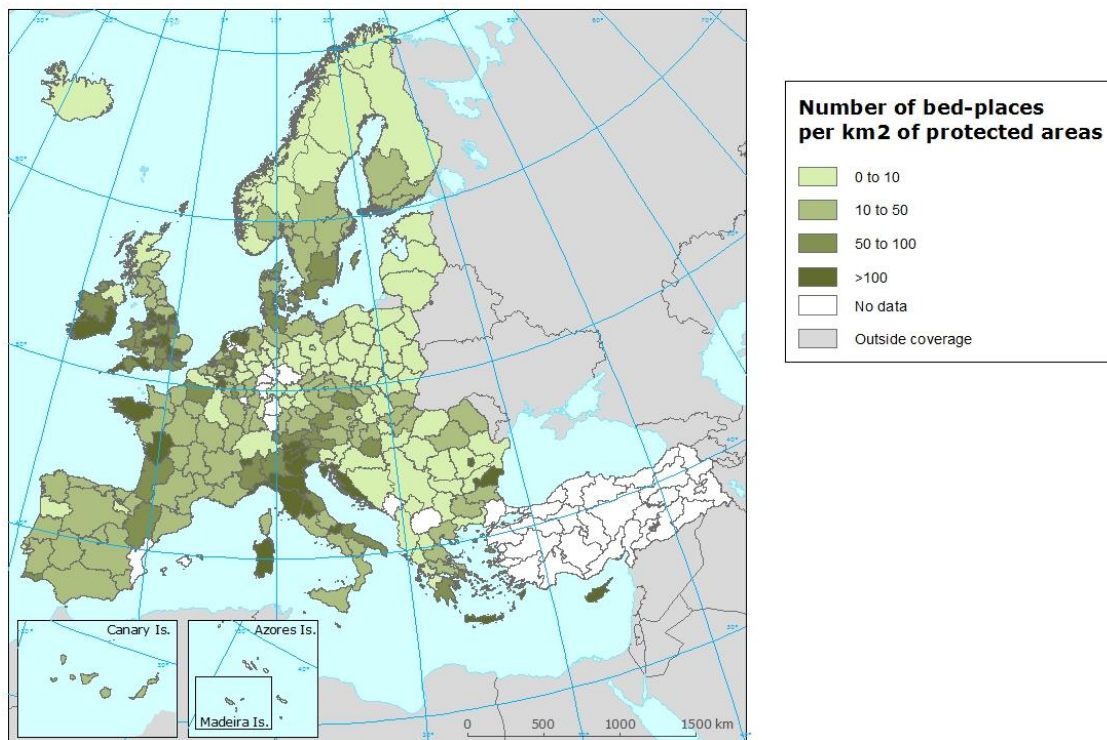 Number of bed-places
per km2 of protected areas
0 to 10
10 to 50
50 to 100
>100
No data
Outside coverage
Canary Is.
Azores Is.
Madeira Is.
0 500 1000 1500 km